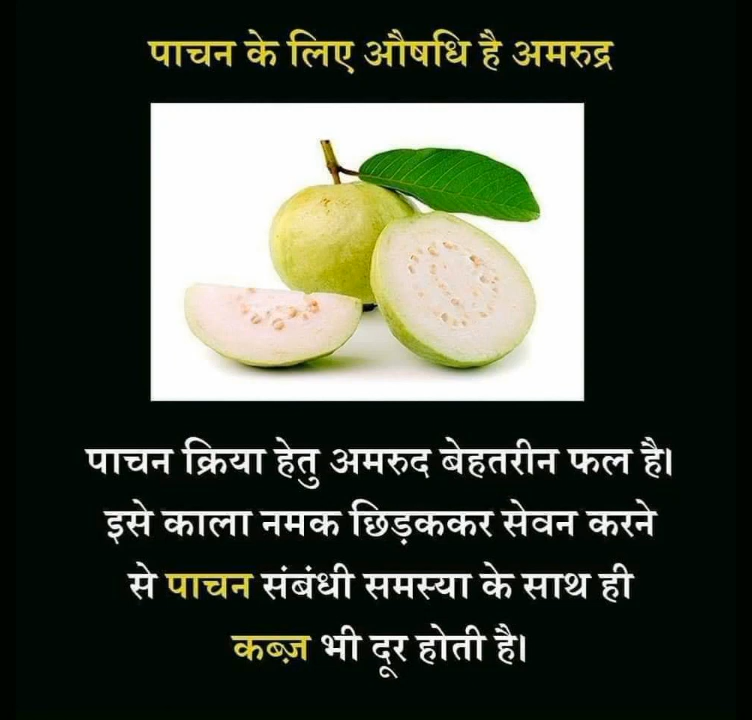 पाचन के लिए औषधि है अमरुद्र
पाचन क्रिया हेतु अमरुद बेहतरीन फल है।
इसे काला नमक छिड़ककर सेवन करने
से पाचन संबंधी समस्या के साथ ही
कब्ज़ भी दूर होती है।